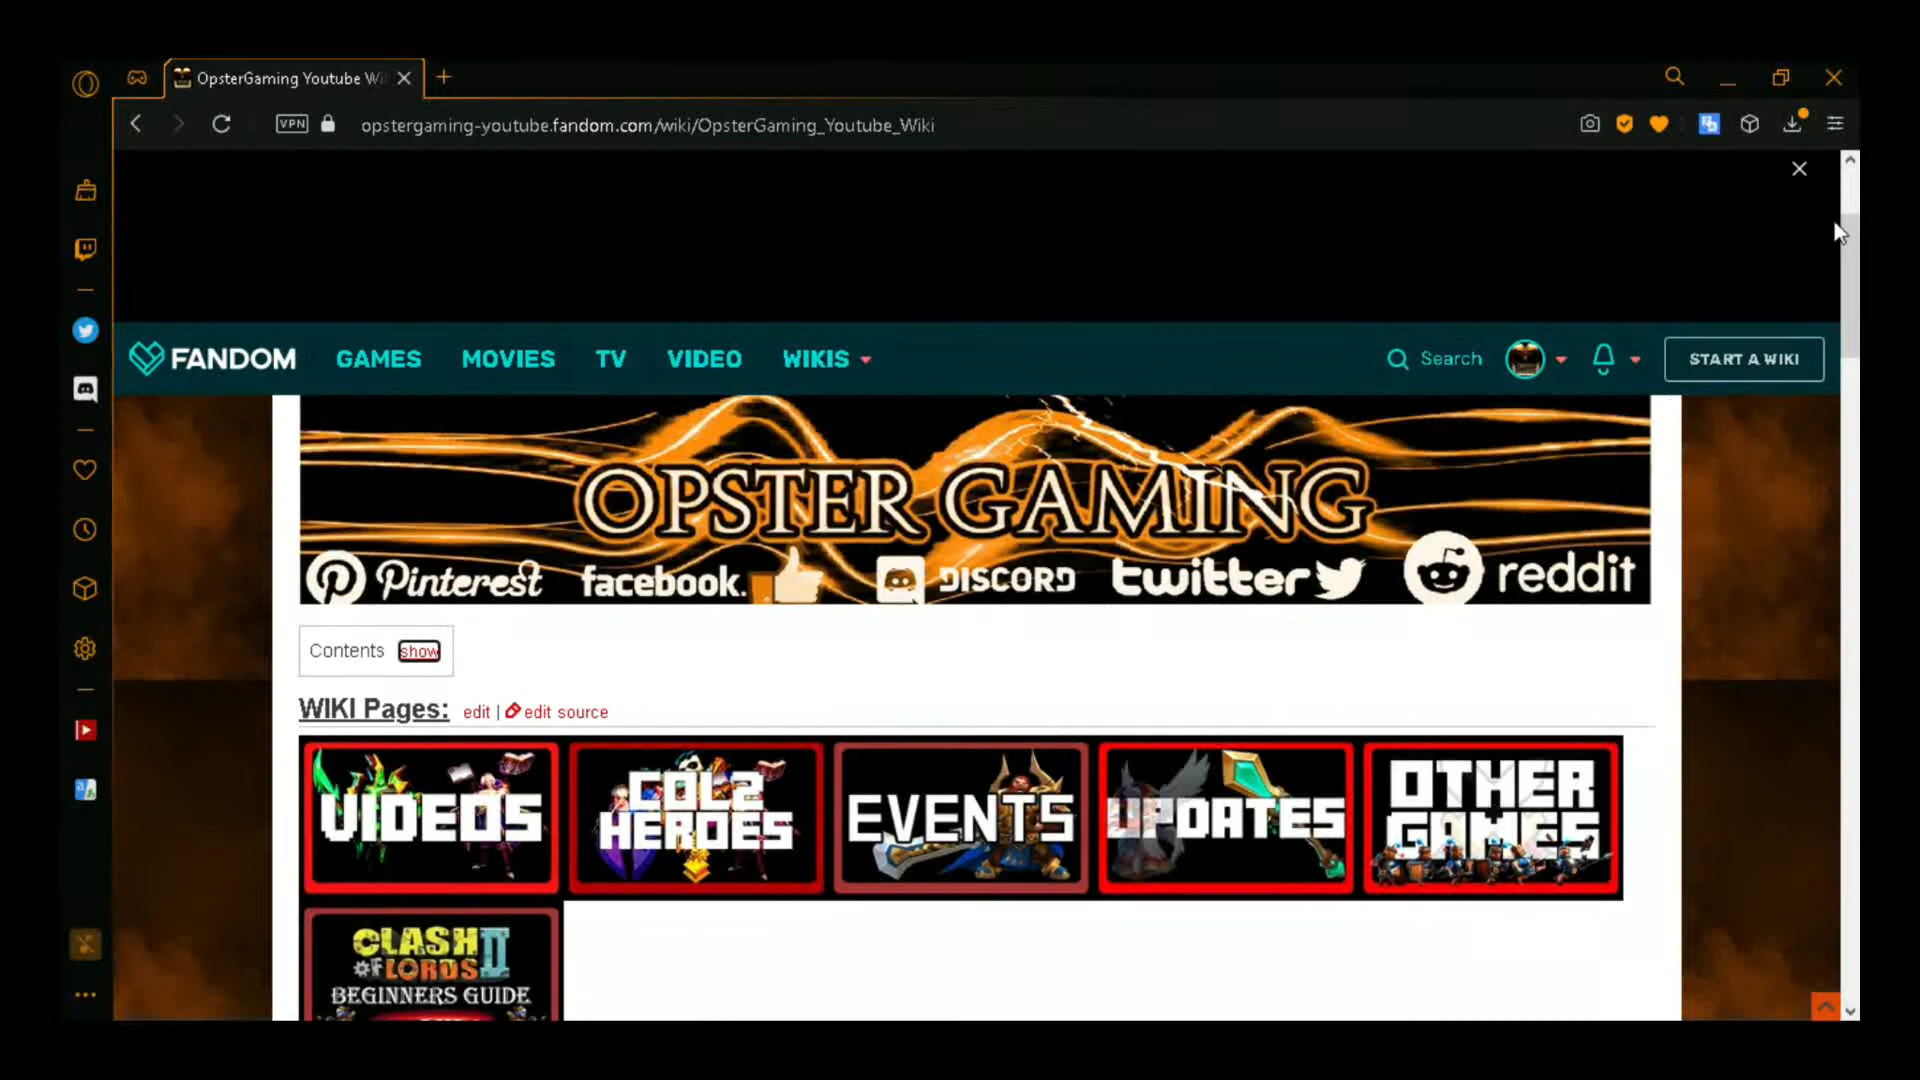 OpsterGaming Youtube Wi
VPN
opstergaming-youtube.fandom.com/wiki/OpsterGaming_Youtube_Wiki
FANDOM GAMES MOVIES TV VIDEO WIKIS Search START A WIKI
OPSTER GAMING
Pinterest facebook. DISCORD twitter reddit
Contents show
WIKI Pages: edit | edit source
VIDEOS
COL2 HEROES
EVENTS
UPDATES
OTHER GAMES
CLASH OF LORDS II
BEGINNERS GUIDE